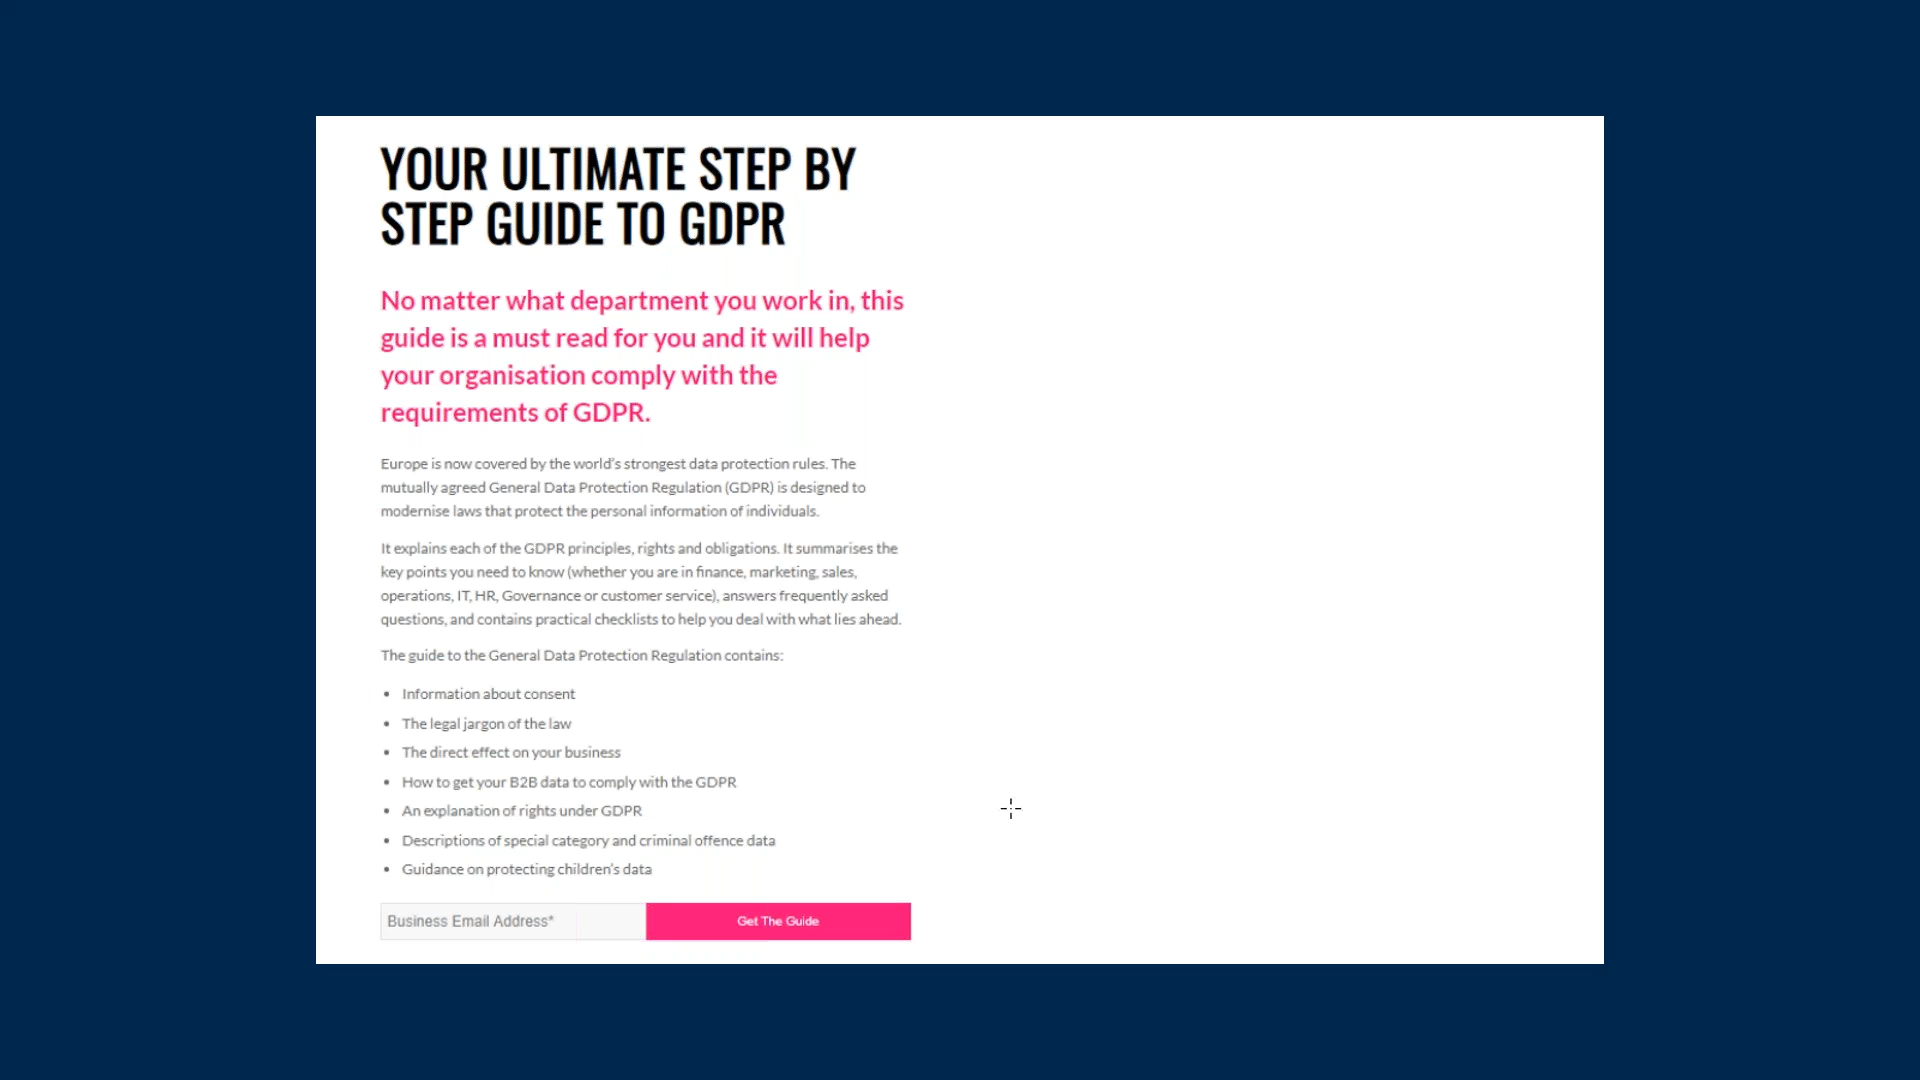 YOUR ULTIMATE STEP BY
STEP GUIDE TO GDPR
No matter what department you work in, this
guide is a must read for you and it will help
your organisation comply with the
requirements of GDPR.
Europe is now covered by the world's strongest data protection rules. The
mutually agreed General Data Protection Regulation (GDPR) is designed to
modernise laws that protect the personal information of individuals.
It explains each of the GDPR principles, rights and obligations. It summarises the
key points you need to know (whether you are in finance, marketing, sales,
operations, IT, HR, Governance or customer service), answers frequently asked
questions, and contains practical checklists to help you deal with what lies ahead.
The guide to the General Data Protection Regulation contains:
• Information about consent
• The legal jargon of the law
• The direct effect on your business
• How to get your B2B data to comply with the GDPR
• An explanation of rights under GDPR
• Descriptions of special category and criminal offence data
• Guidance on protecting children's data
Business Email Address*
Get The Guide